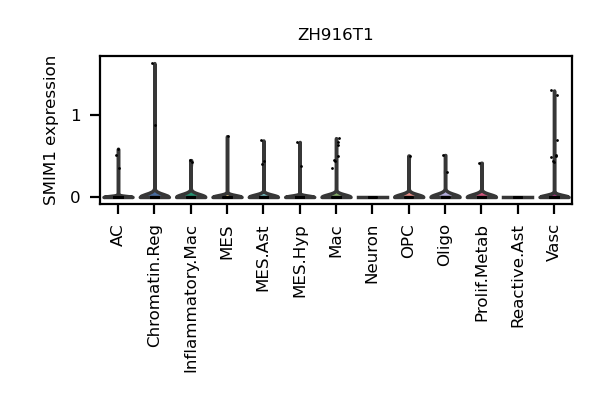 ZH916T1
SMIM1 expression
1
0
AC
Chromatin.Reg
Inflammatory.Mac
MES
MES.Ast
MES.Hyp
Mac
Neuron
OPC
Oligo
Prolif.Metab
Reactive.Ast
Vasc